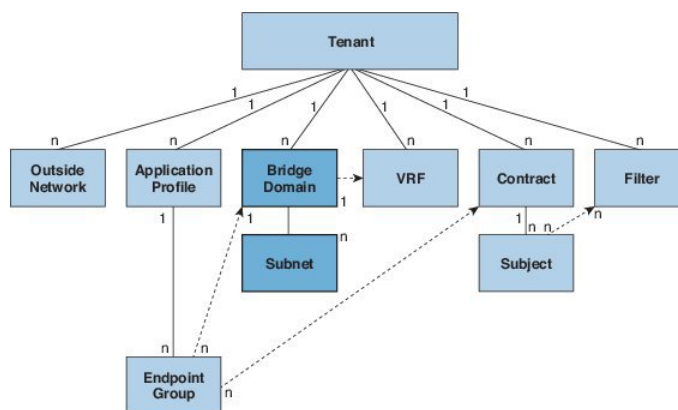 Tenant
1 1 1 1 1 1
n n n n n n
Outside
Network
Application
Profile
Bridge
Domain
VRF
Contract
Filter
1 1 1 1 n n n
Subnet
n
Subject
n n
Endpoint
Group
n